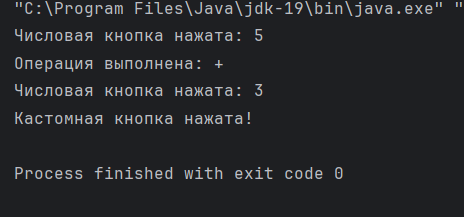 "C:\Program Files\Java\jdk-19\bin\java.exe" "
Числовая кнопка нажата: 5
Операция выполнена: +
Числовая кнопка нажата: 3
Кастомная кнопка нажата!
Process finished with exit code 0